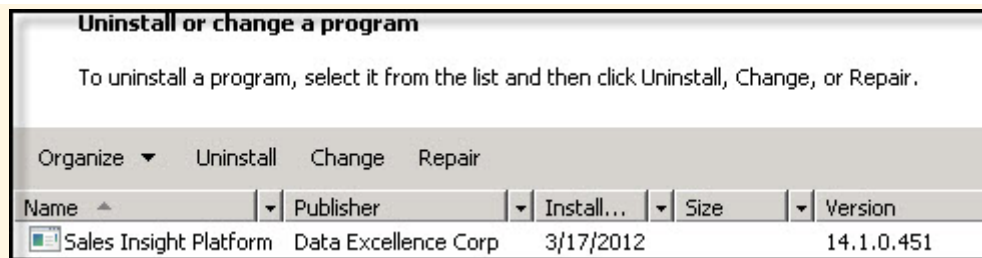 Uninstall or change a program
To uninstall a program, select it from the list and then click Uninstall, Change, or Repair.
Organize Uninstall Change Repair
Name Publisher Install... Size Version
Sales Insight Platform Data Excellence Corp 3/17/2012 14.1.0.451